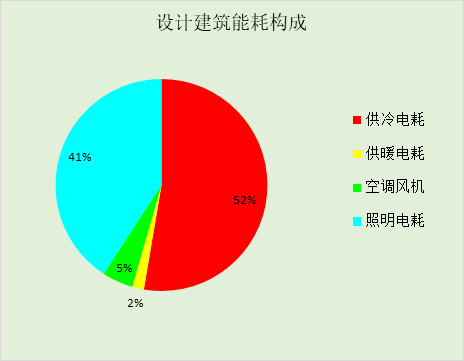 设计建筑能耗构成
供冷电耗
41%
供暖电耗
空调风机
52%
照明电耗
5%
2%